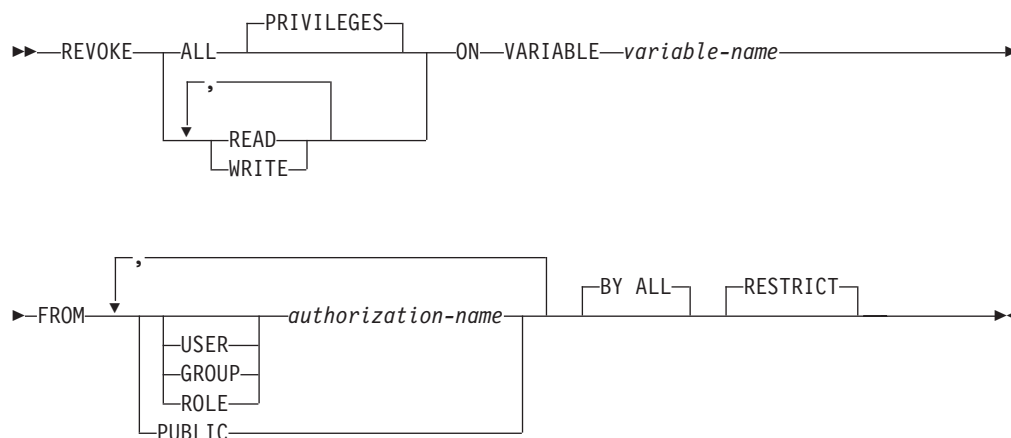 PRIVILEGES
REVOKE ALL ON VARIABLE variable-name
,
READ
WRITE
,
BY ALL RESTRICT
FROM authorization-name
USER
GROUP
ROLE
PUBLIC